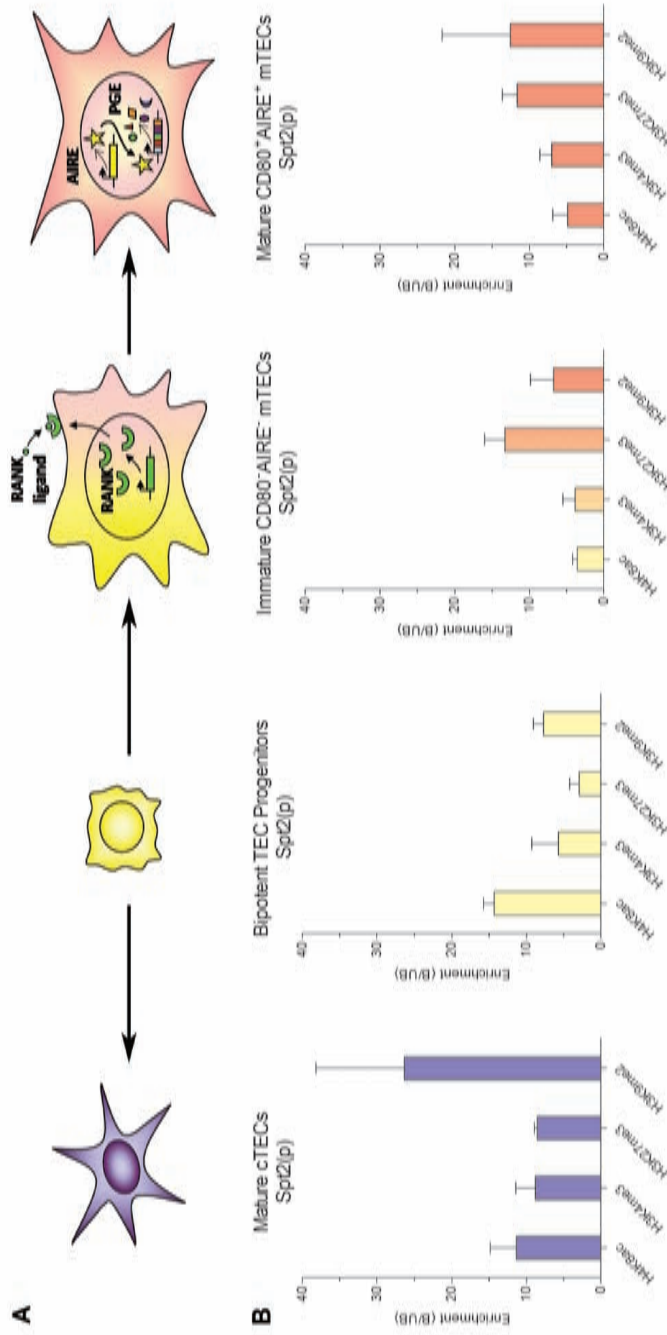 A
RANK
ligand
RANK
AIRE
PGE
B
Mature cTECs
Spt2(p)
Enrichment (B/UB)
40
30
20
10
0
H4K8ac
H3K4me3
H3K27me3
H3K9me2
Bipotent TEC Progenitors
Spt2(p)
Enrichment (B/UB)
40
30
20
10
0
H4K8ac
H3K4me3
H3K27me3
H3K9me2
Immature CD80⁻AIRE⁻ mTECs
Spt2(p)
Enrichment (B/UB)
40
30
20
10
0
H4K8ac
H3K4me3
H3K27me3
H3K9me2
Mature CD80⁺AIRE⁺ mTECs
Spt2(p)
Enrichment (B/UB)
40
30
20
10
0
H4K8ac
H3K4me3
H3K27me3
H3K9me2